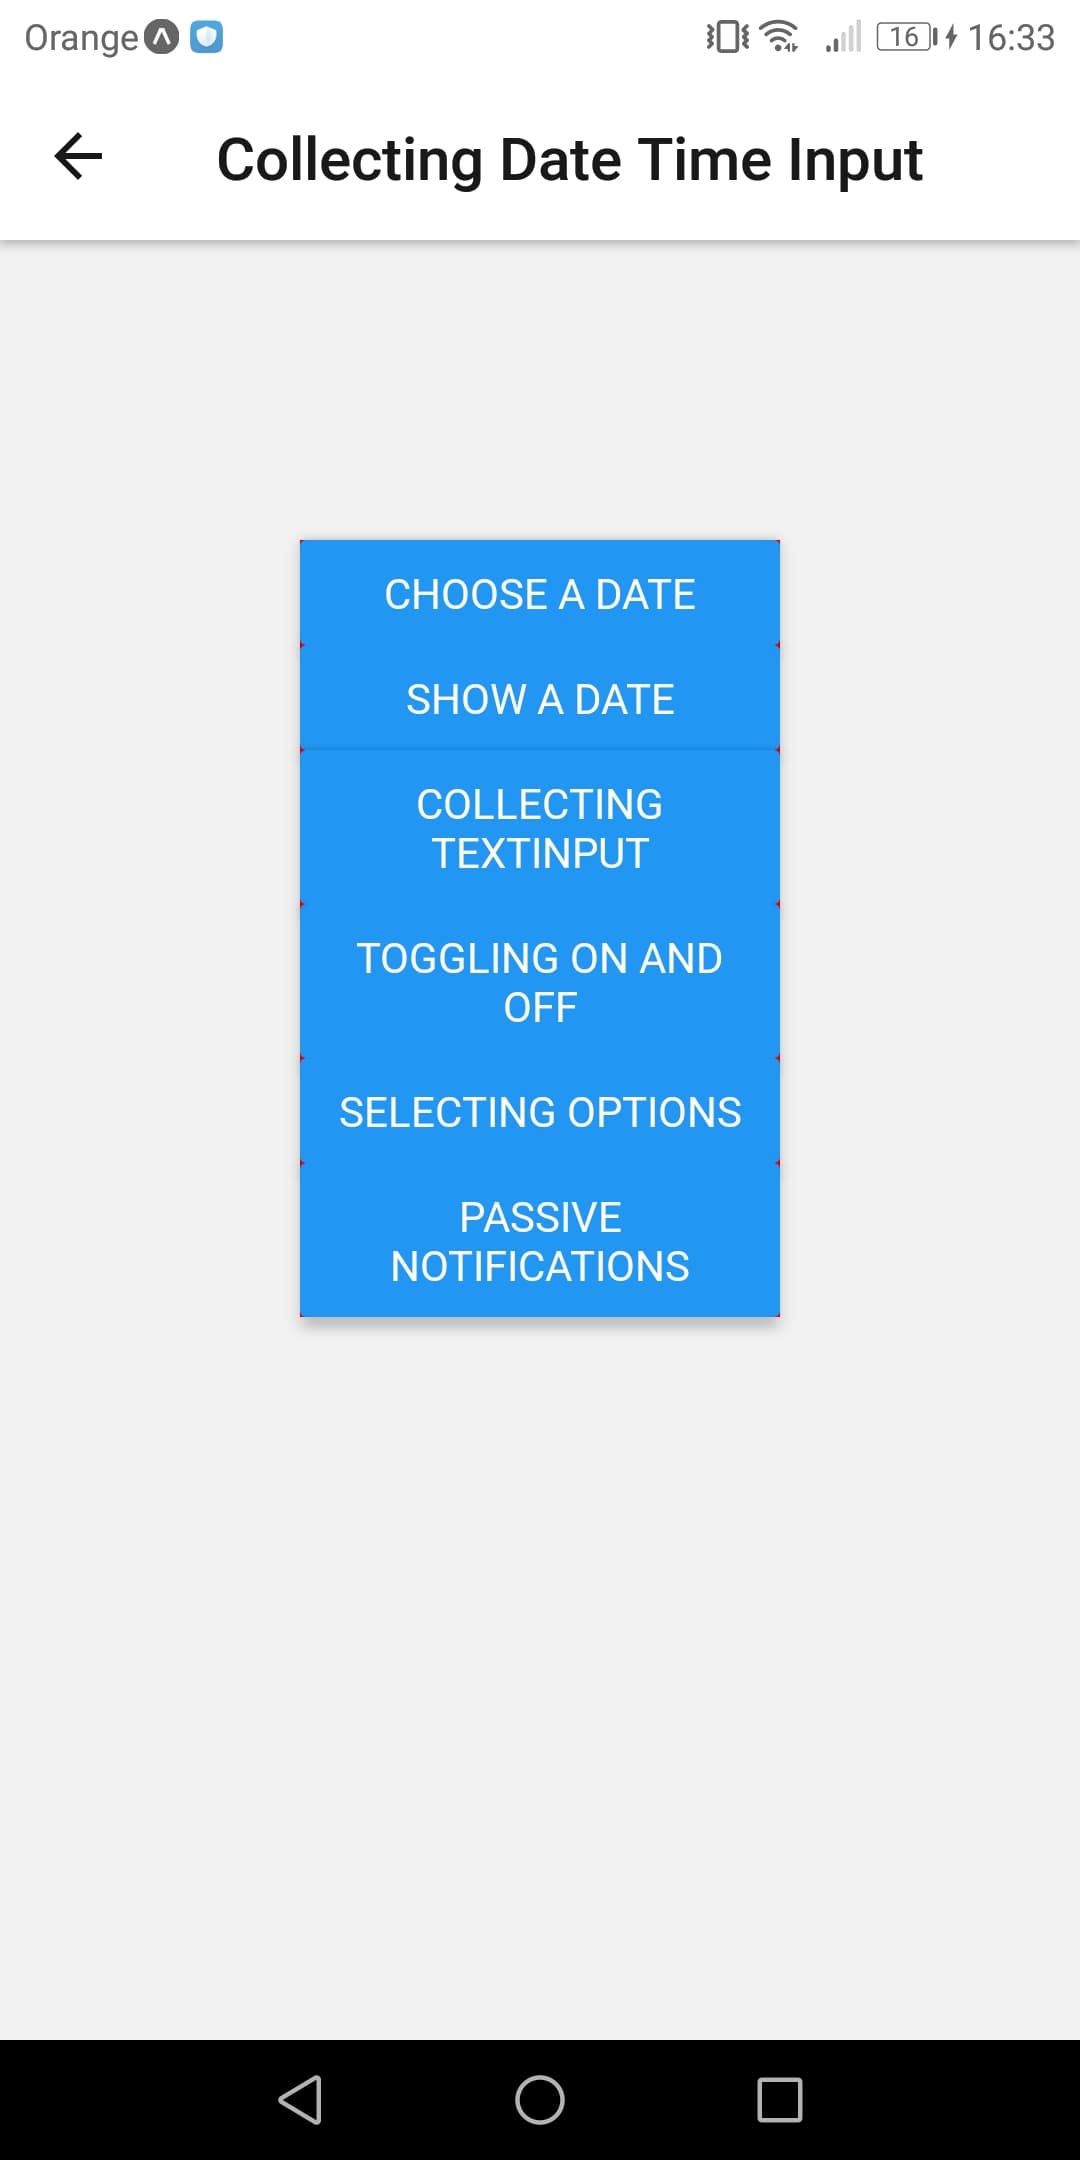 Orange 16 16:33
Collecting Date Time Input
CHOOSE A DATE
SHOW A DATE
COLLECTING
TEXTINPUT
TOGGLING ON AND
OFF
SELECTING OPTIONS
PASSIVE
NOTIFICATIONS